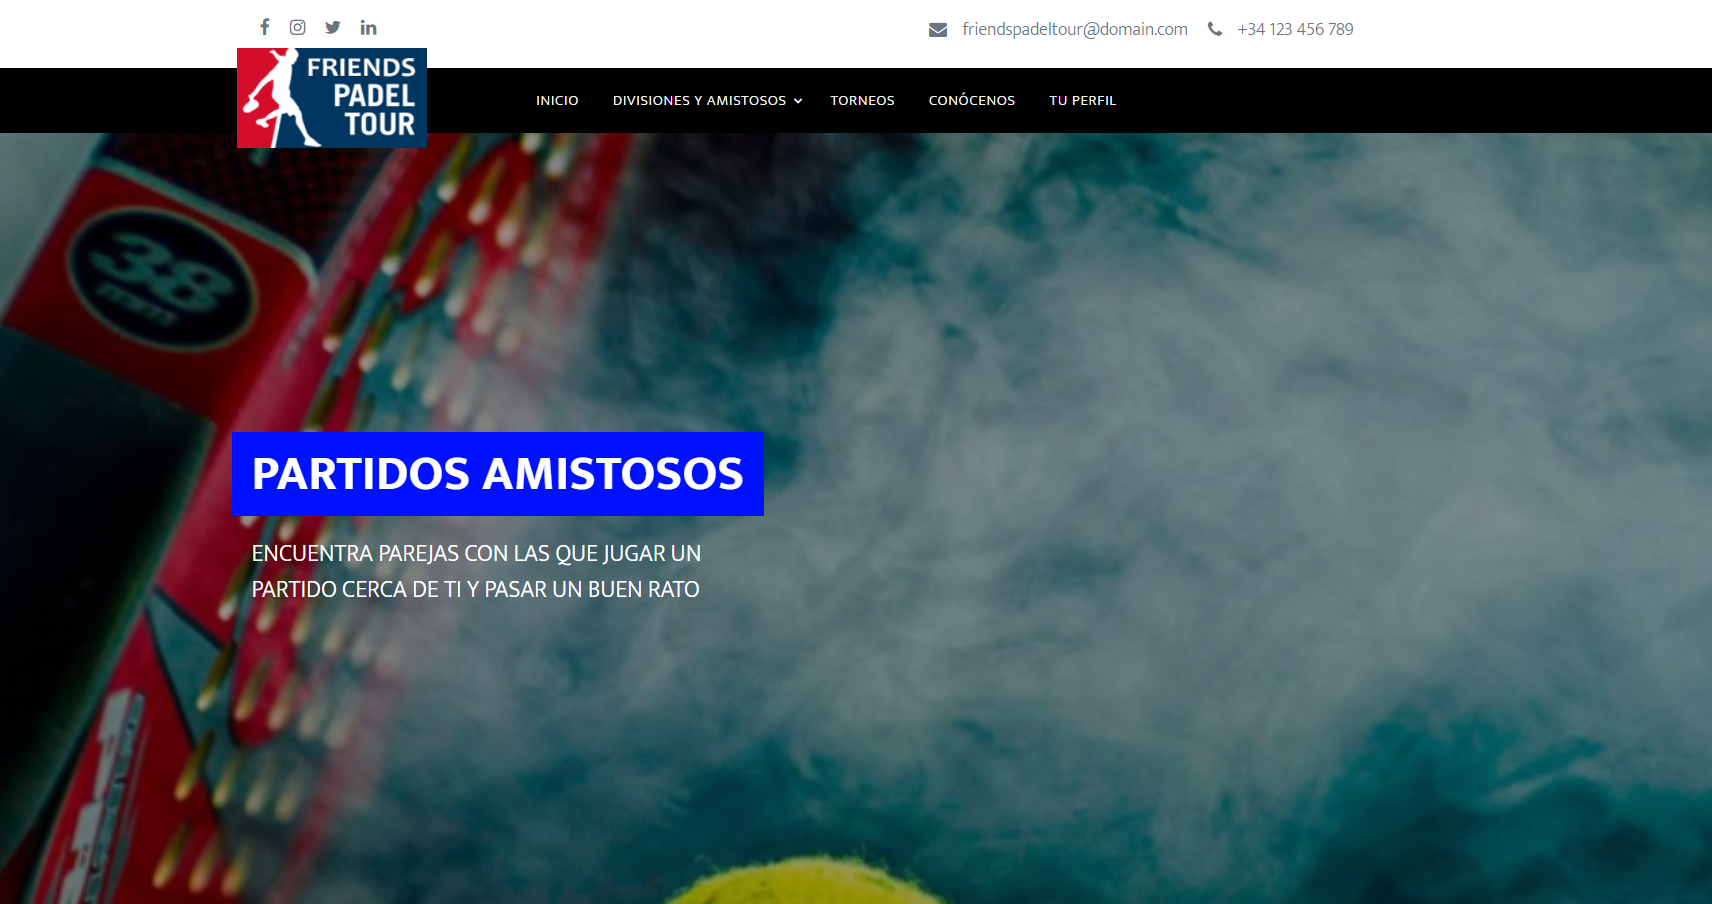 friendspadeltour@domain.com
+34 123 456 789
FRIENDS
PADEL
TOUR
INICIO
DIVISIONES Y AMISTOSOS
TORNEOS
CONÓCENOS
TU PERFIL
38
mm
PARTIDOS AMISTOSOS
ENCUENTRA PAREJAS CON LAS QUE JUGAR UN
PARTIDO CERCA DE TI Y PASAR UN BUEN RATO